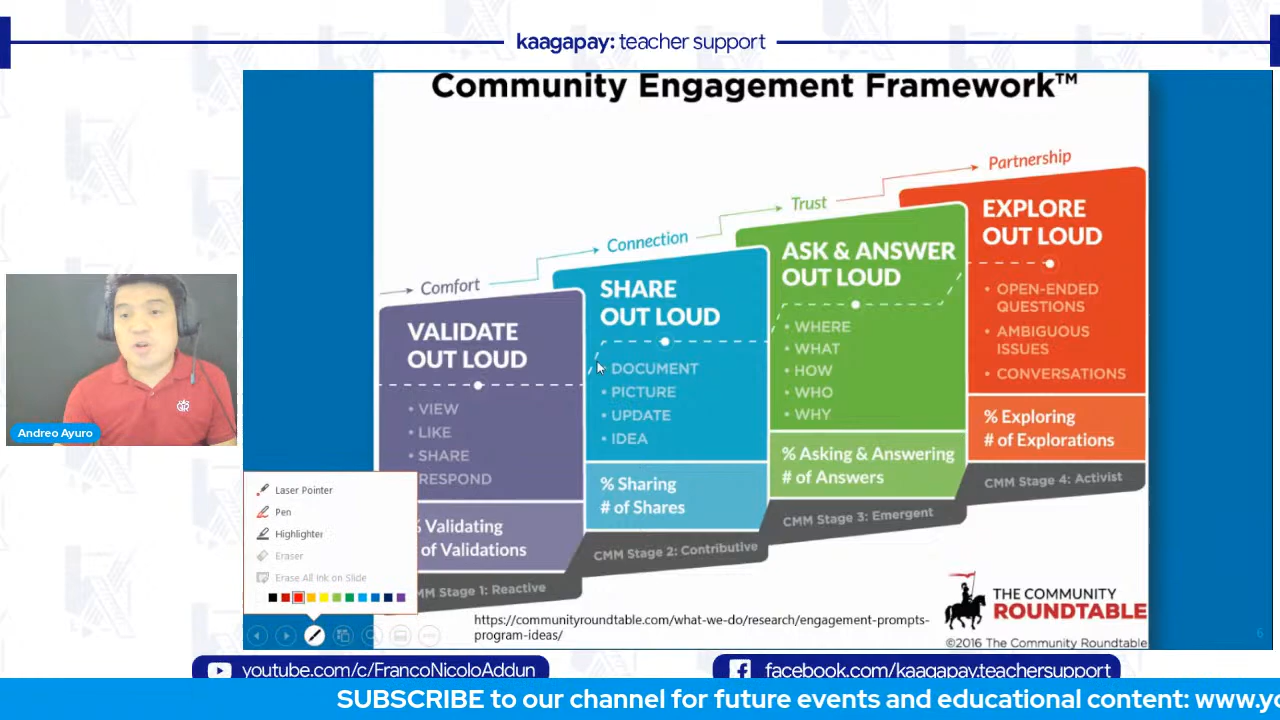 kaagapay: teacher support
Community Engagement Framework™
Partnership
Trust
Connection
Comfort
VALIDATE
OUT LOUD
• VIEW
• LIKE
• SHARE
RESPOND
% Validating
of Validations
CMM Stage 1: Reactive
SHARE
OUT LOUD
• DOCUMENT
• PICTURE
• UPDATE
• IDEA
% Sharing
# of Shares
CMM Stage 2: Contributive
ASK & ANSWER
OUT LOUD
• WHERE
• WHAT
• HOW
• WHO
• WHY
% Asking & Answering
# of Answers
CMM Stage 3: Emergent
EXPLORE
OUT LOUD
• OPEN-ENDED
QUESTIONS
• AMBIGUOUS
ISSUES
• CONVERSATIONS
% Exploring
# of Explorations
CMM Stage 4: Activist
Andreo Ayuro
Laser Pointer
Pen
Highlighter
Eraser
Erase All Ink on Slide
https://communityroundtable.com/what-we-do/research/engagement-prompts-
program-ideas/
THE COMMUNITY
ROUNDTABLE
©2016 The Community Roundtable
6
youtube.com/c/FrancoNicoloAddun
facebook.com/kaagapay.teachersupport
SUBSCRIBE to our channel for future events and educational content: www.yo